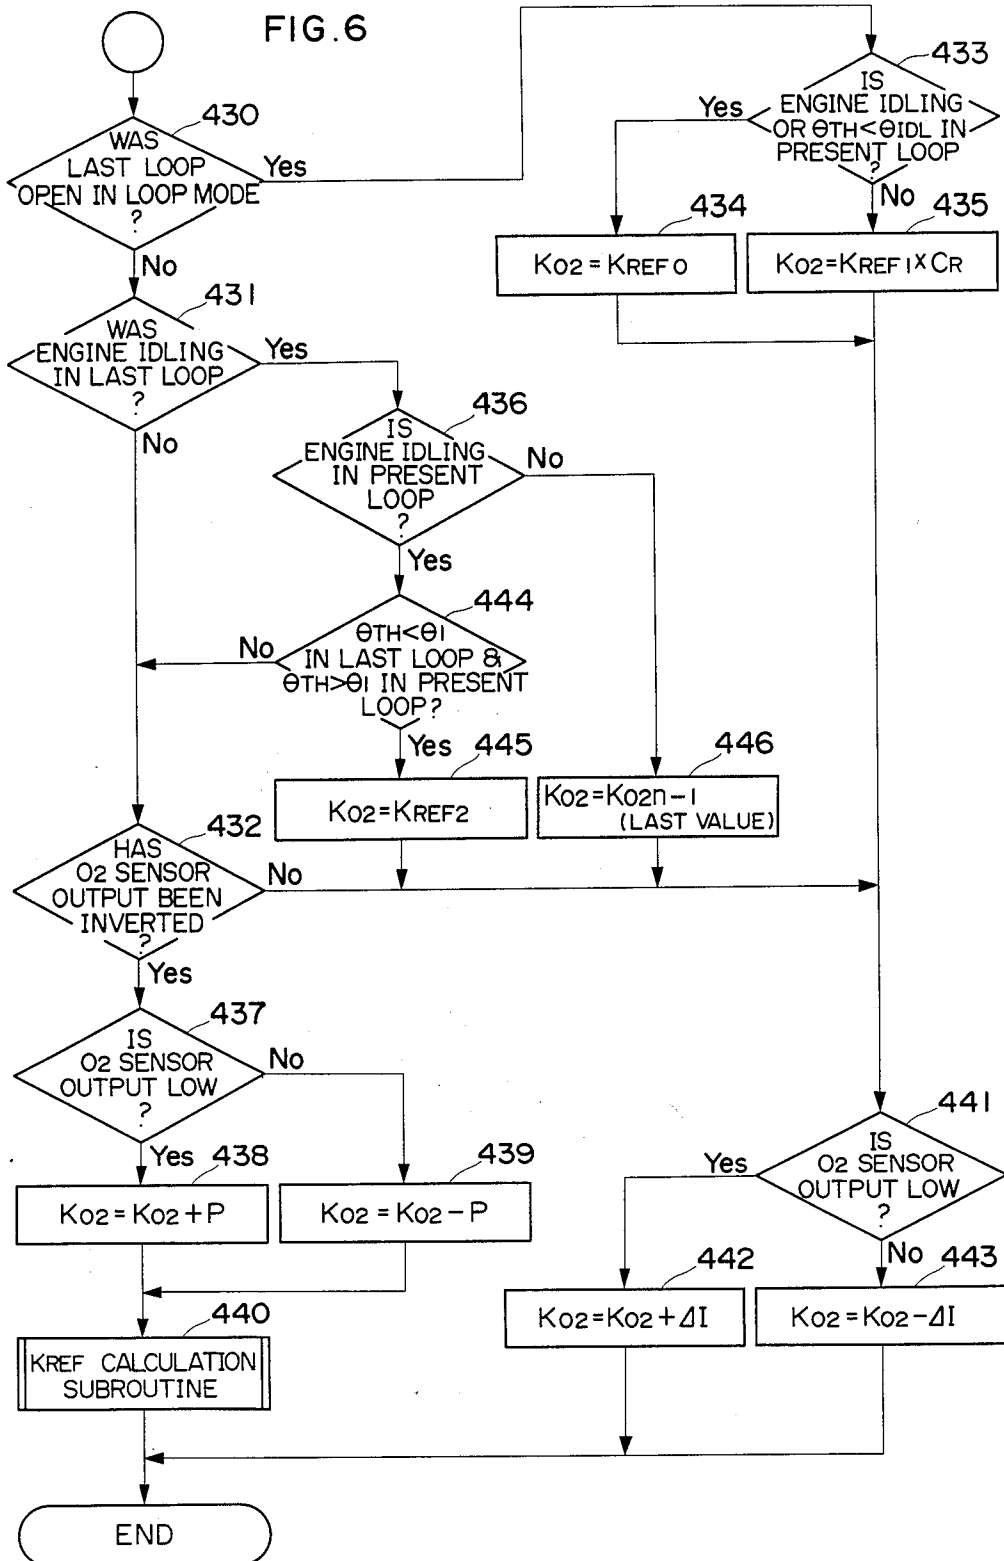 FIG.6
430
WAS
LAST LOOP
OPEN IN LOOP MODE
?
Yes
No
433
IS
ENGINE IDLING
OR θTH<θIDL IN
PRESENT LOOP
?
Yes
No
434
KO2=KREF0
435
KO2=KREF1×CR
431
WAS
ENGINE IDLING
IN LAST LOOP
?
Yes
No
436
IS
ENGINE IDLING
IN PRESENT
LOOP
?
No
Yes
444
θTH<θI
IN LAST LOOP &
θTH>θI IN PRESENT
LOOP?
No
Yes
445
KO2=KREF2
446
KO2=KO2n-1
(LAST VALUE)
432
HAS
O2 SENSOR
OUTPUT BEEN
INVERTED
?
No
Yes
437
IS
O2 SENSOR
OUTPUT LOW
?
No
Yes
438
KO2=KO2+P
439
KO2=KO2-P
440
KREF CALCULATION
SUBROUTINE
441
IS
O2 SENSOR
OUTPUT LOW
?
Yes
No
442
KO2=KO2+ΔI
443
KO2=KO2-ΔI
END